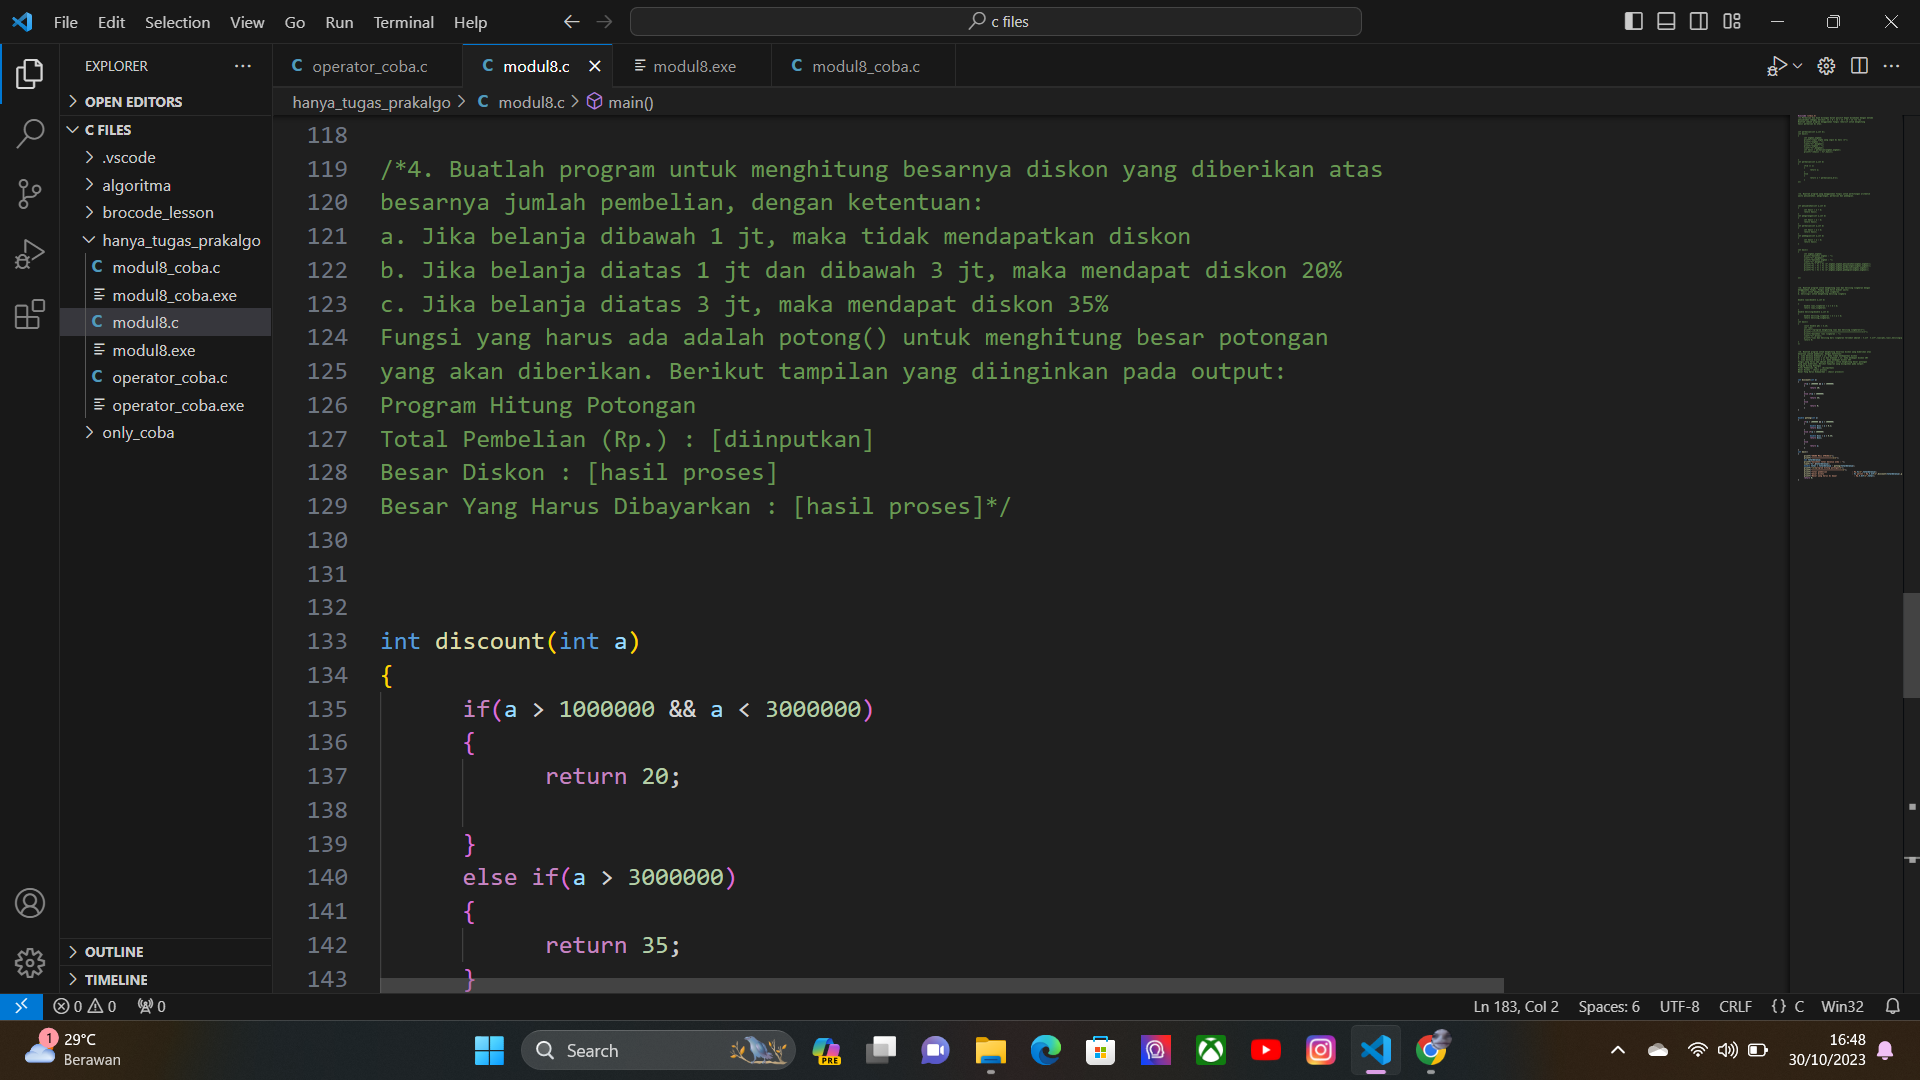 File Edit Selection View Go Run Terminal Help
c files
EXPLORER
OPEN EDITORS
C FILES
.vscode
algoritma
brocode_lesson
hanya_tugas_prakalgo
C modul8_coba.c
modul8_coba.exe
C modul8.c
modul8.exe
C operator_coba.c
operator_coba.exe
only_coba
OUTLINE
TIMELINE
C operator_coba.c
C modul8.c
modul8.exe
C modul8_coba.c
hanya_tugas_prakalgo > C modul8.c > main()
118
119 /*4. Buatlah program untuk menghitung besarnya diskon yang diberikan atas
120 besarnya jumlah pembelian, dengan ketentuan:
121 a. Jika belanja dibawah 1 jt, maka tidak mendapatkan diskon
122 b. Jika belanja diatas 1 jt dan dibawah 3 jt, maka mendapat diskon 20%
123 c. Jika belanja diatas 3 jt, maka mendapat diskon 35%
124 Fungsi yang harus ada adalah potong() untuk menghitung besar potongan
125 yang akan diberikan. Berikut tampilan yang diinginkan pada output:
126 Program Hitung Potongan
127 Total Pembelian (Rp.) : [diinputkan]
128 Besar Diskon : [hasil proses]
129 Besar Yang Harus Dibayarkan : [hasil proses]*/
130
131
132
133 int discount(int a)
134 {
135 if(a > 1000000 && a < 3000000)
136 {
137 return 20;
138
139 }
140 else if(a > 3000000)
141 {
142 return 35;
143 }
0 0 0
Ln 183, Col 2 Spaces: 6 UTF-8 CRLF {} C Win32
1
29°C
Berawan
Search
PRE
16:48
30/10/2023